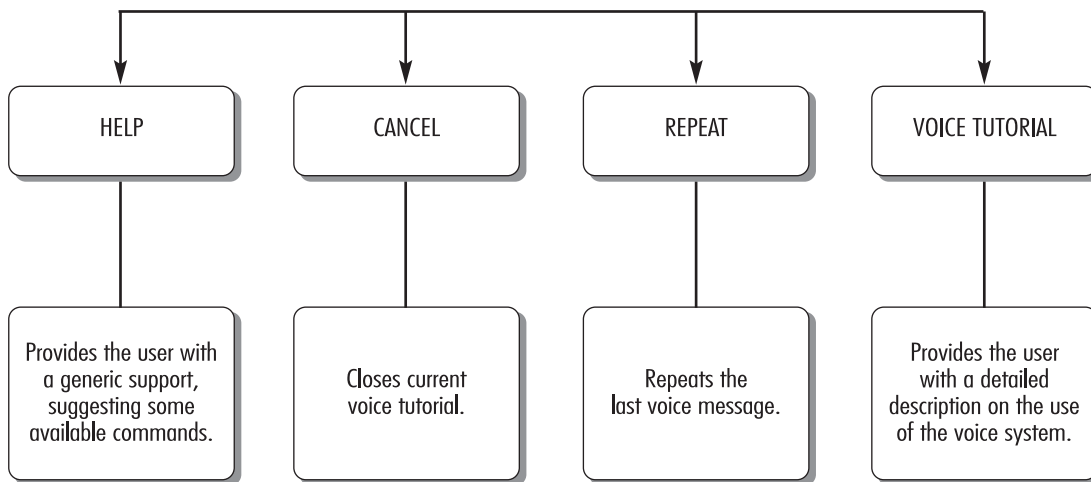 HELP
CANCEL
REPEAT
VOICE TUTORIAL
Provides the user with
a generic support,
suggesting some
available commands.
Closes current
voice tutorial.
Repeats the
last voice message.
Provides the user
with a detailed
description on the use
of the voice system.